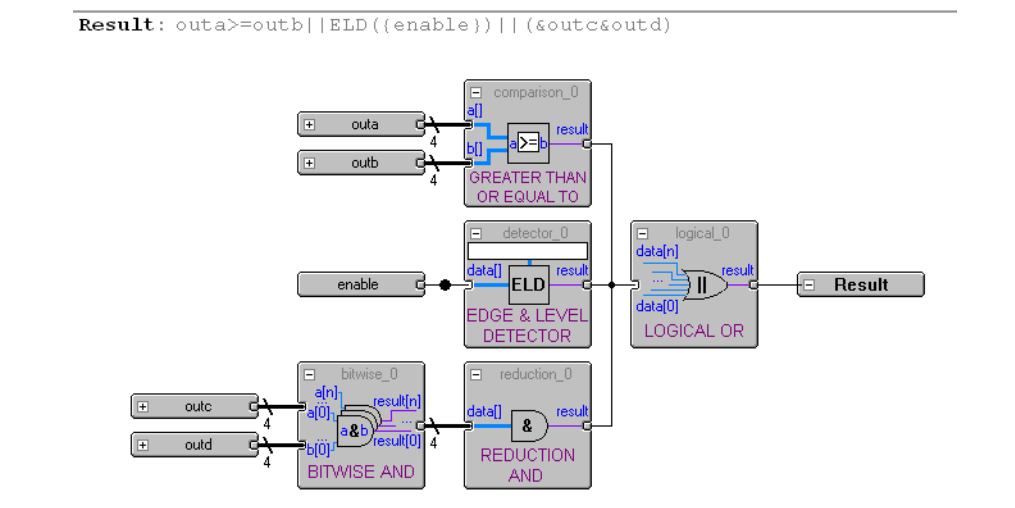 Result: outa>=outb||ELD({enable})||(&outc&outd)
comparison_0
a[]
outa
4
result
a>=b
b[]
outb
4
GREATER THAN
OR EQUAL TO
detector_0
logical_0
data[n]
enable
data[]
ELD
result
...
||
result
Result
data[0]
EDGE & LEVEL
DETECTOR
LOGICAL OR
bitwise_0
reduction_0
a[n]
...
result[n]
outc
4
a[0]
...
data[]
&
result
a&b
...
outd
4
b[0]
result[0]
4
BITWISE AND
REDUCTION
AND